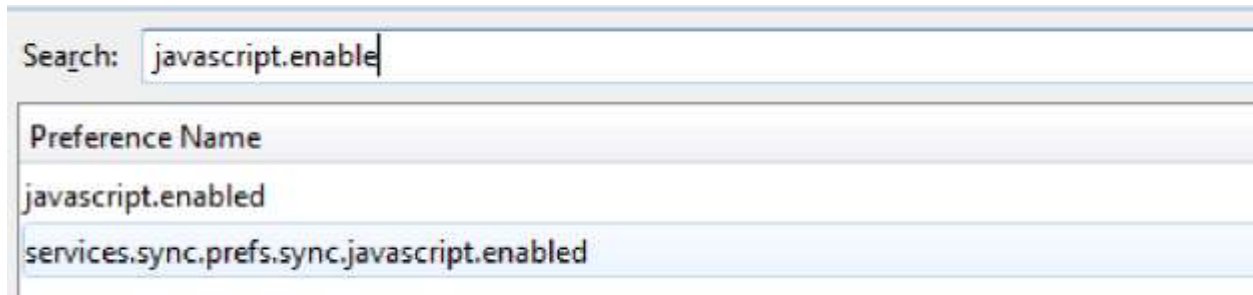 Search: javascript.enable
Preference Name
javascript.enabled
services.sync.prefs.sync.javascript.enabled